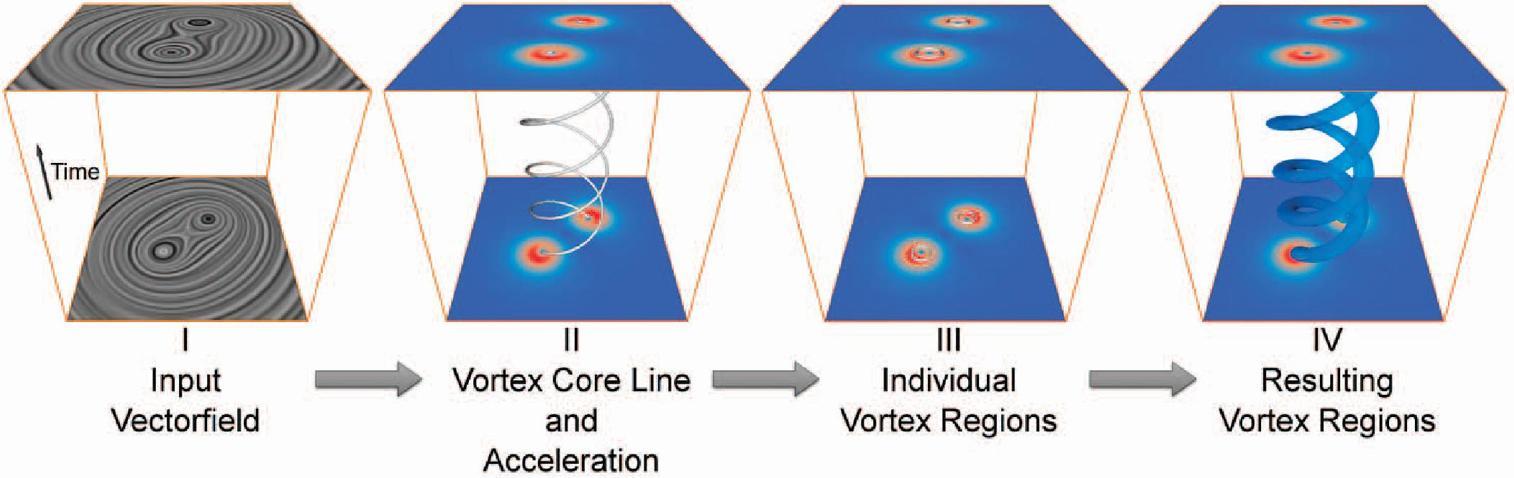 Time
I
Input
Vectorfield
II
Vortex Core Line
and
Acceleration
III
Individual
Vortex Regions
IV
Resulting
Vortex Regions